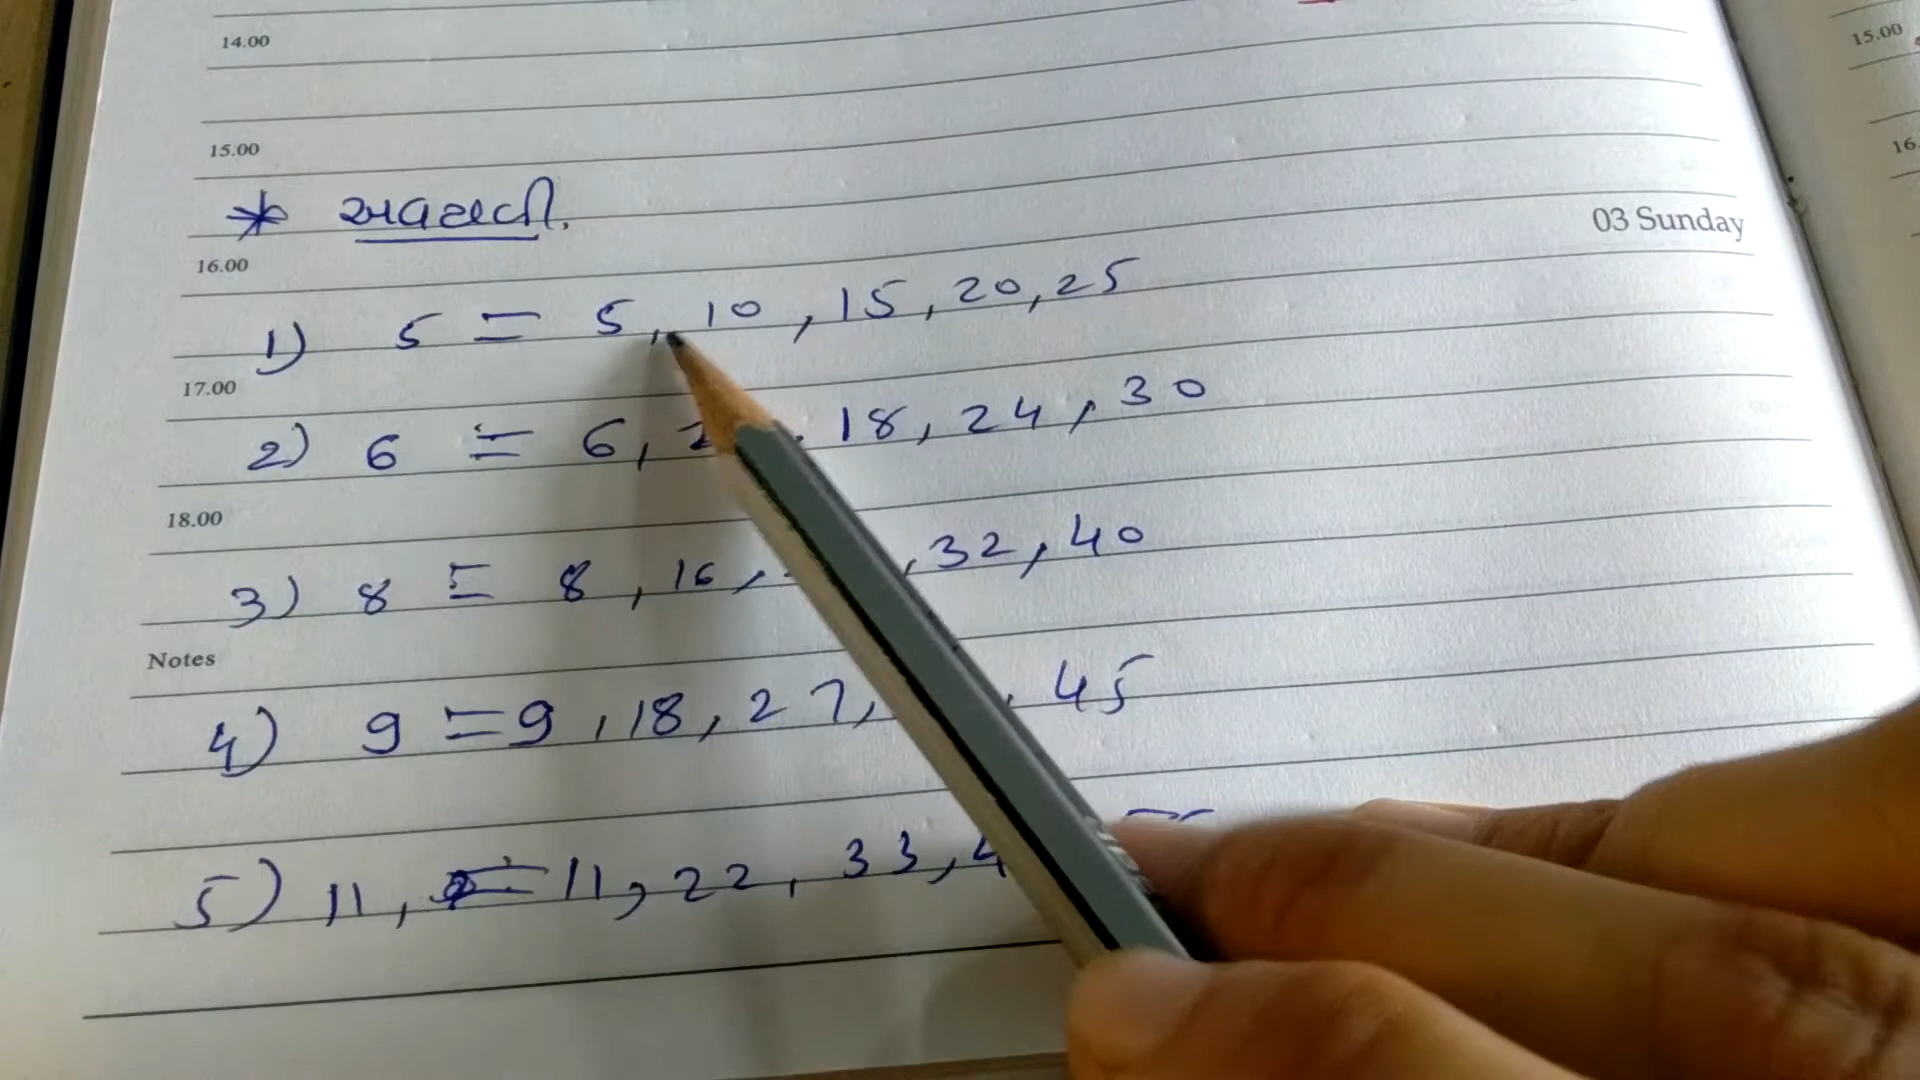 14.00
15.00
15.00
16.
* અવયવી.
03 Sunday
16.00
1) 5 = 5, 10, 15, 20, 25
17.00
2) 6 = 6, 18, 24, 30
18.00
3) 8 = 8, 16, 32, 40
Notes
4) 9 = 9, 18, 27, 45
5) 11, = 11, 22, 33, 4